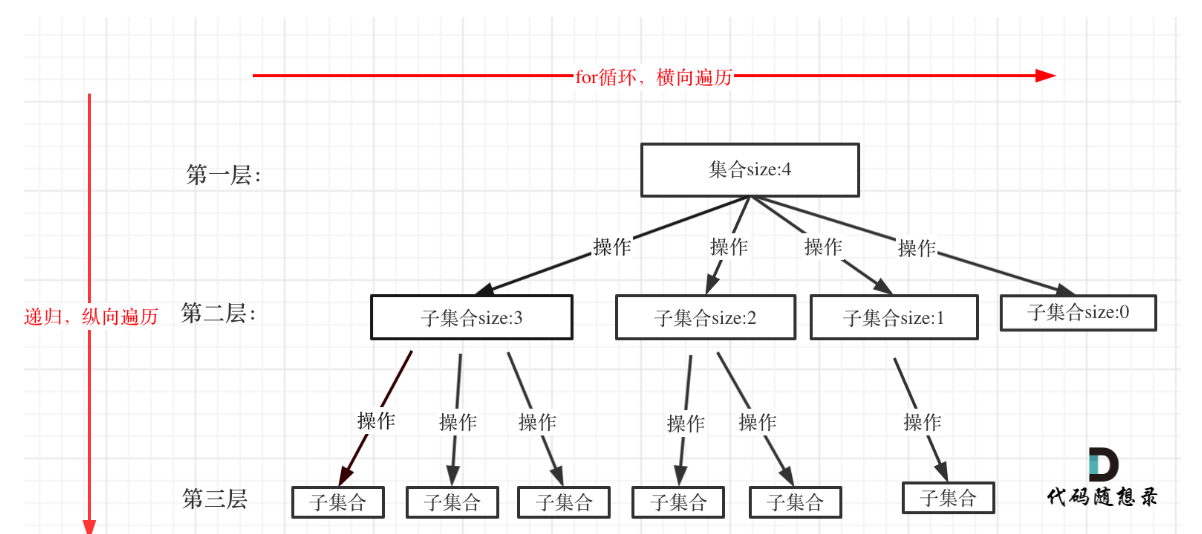 for循环，横向遍历
第一层：
集合size:4
操作
操作
操作
操作
递归，纵向遍历
第二层：
子集合size:3
子集合size:2
子集合size:1
子集合size:0
操作
操作
操作
操作
操作
操作
第三层
子集合
子集合
子集合
子集合
子集合
子集合
代码随想录